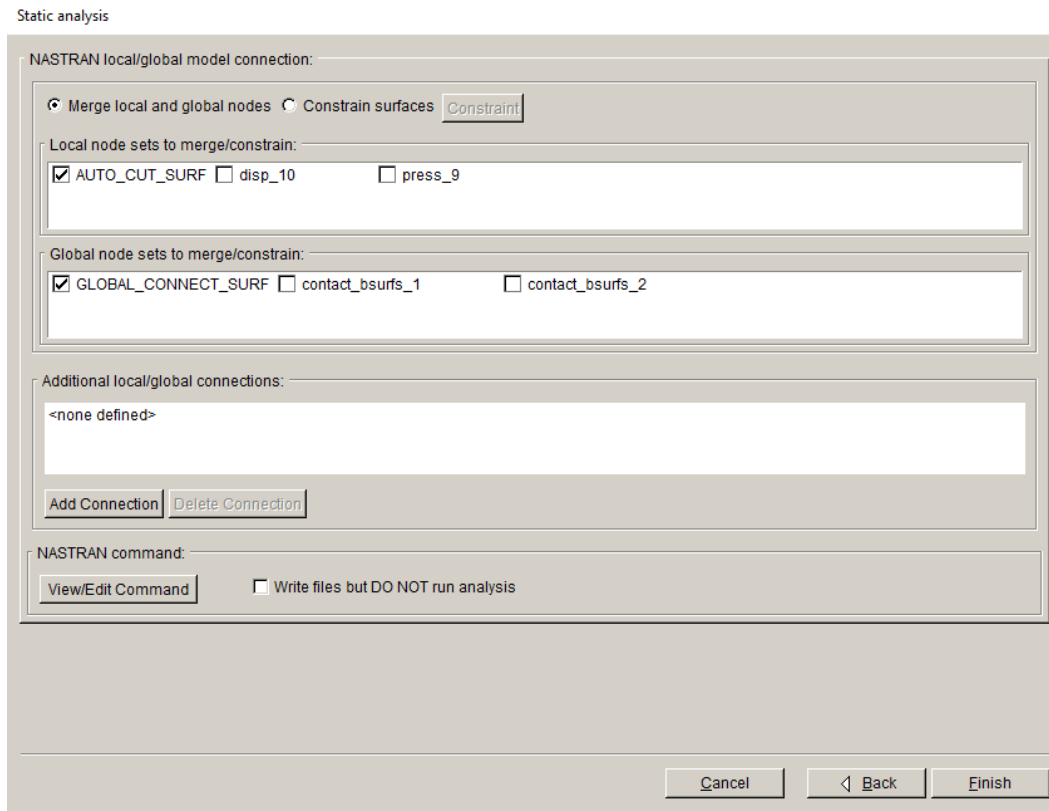 Static analysis
NASTRAN local/global model connection:
Merge local and global nodes Constrain surfaces Constraint
Local node sets to merge/constrain:
AUTO_CUT_SURF disp_10 press_9
Global node sets to merge/constrain:
GLOBAL_CONNECT_SURF contact_bsurfs_1 contact_bsurfs_2
Additional local/global connections:
<none defined>
Add Connection Delete Connection
NASTRAN command:
View/Edit Command Write files but DO NOT run analysis
Cancel Back Finish